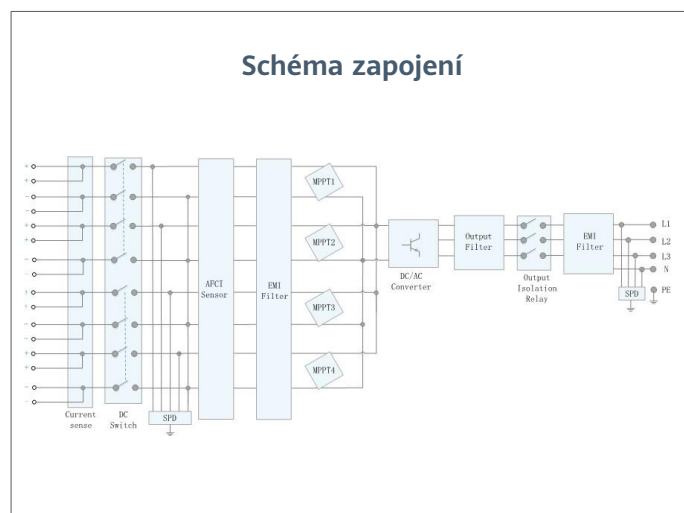 Schéma zapojení
+
+
-
-
+
+
-
-
+
+
-
-
+
+
-
-
Current
sense
DC
Switch
SPD
AFCI
Sensor
EMI
Filter
MPPT1
MPPT2
MPPT3
MPPT4
DC/AC
Converter
Output
Filter
Output
Isolation
Relay
EMI
Filter
L1
L2
L3
N
SPD
PE